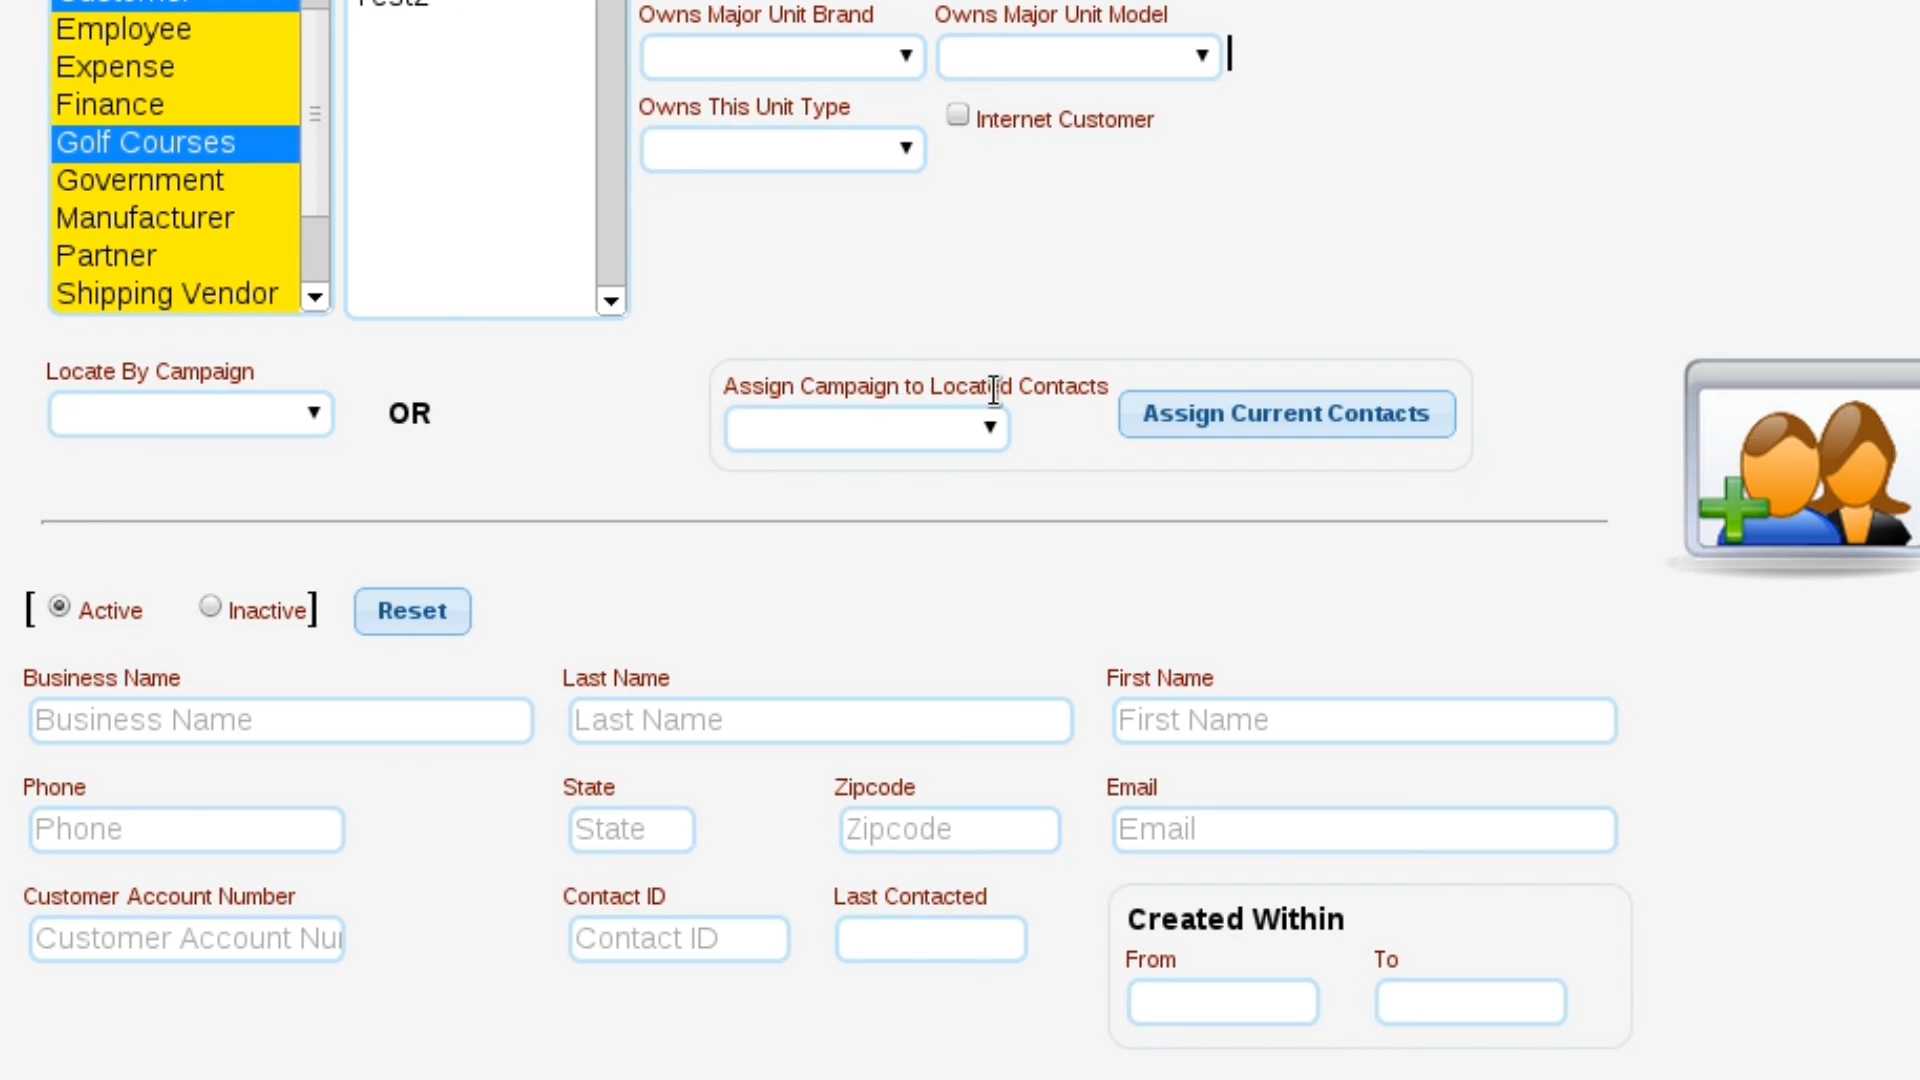 Employee
Expense
Finance
Golf Courses
Government
Manufacturer
Partner
Shipping Vendor
Owns Major Unit Brand
Owns Major Unit Model
Owns This Unit Type
Internet Customer
Locate By Campaign
OR
Assign Campaign to Located Contacts
Assign Current Contacts
[ Active Inactive]
Reset
Business Name
Last Name
First Name
Business Name
Last Name
First Name
Phone
State
Zipcode
Email
Phone
State
Zipcode
Email
Customer Account Number
Contact ID
Last Contacted
Customer Account Nu
Contact ID
Created Within
From
To